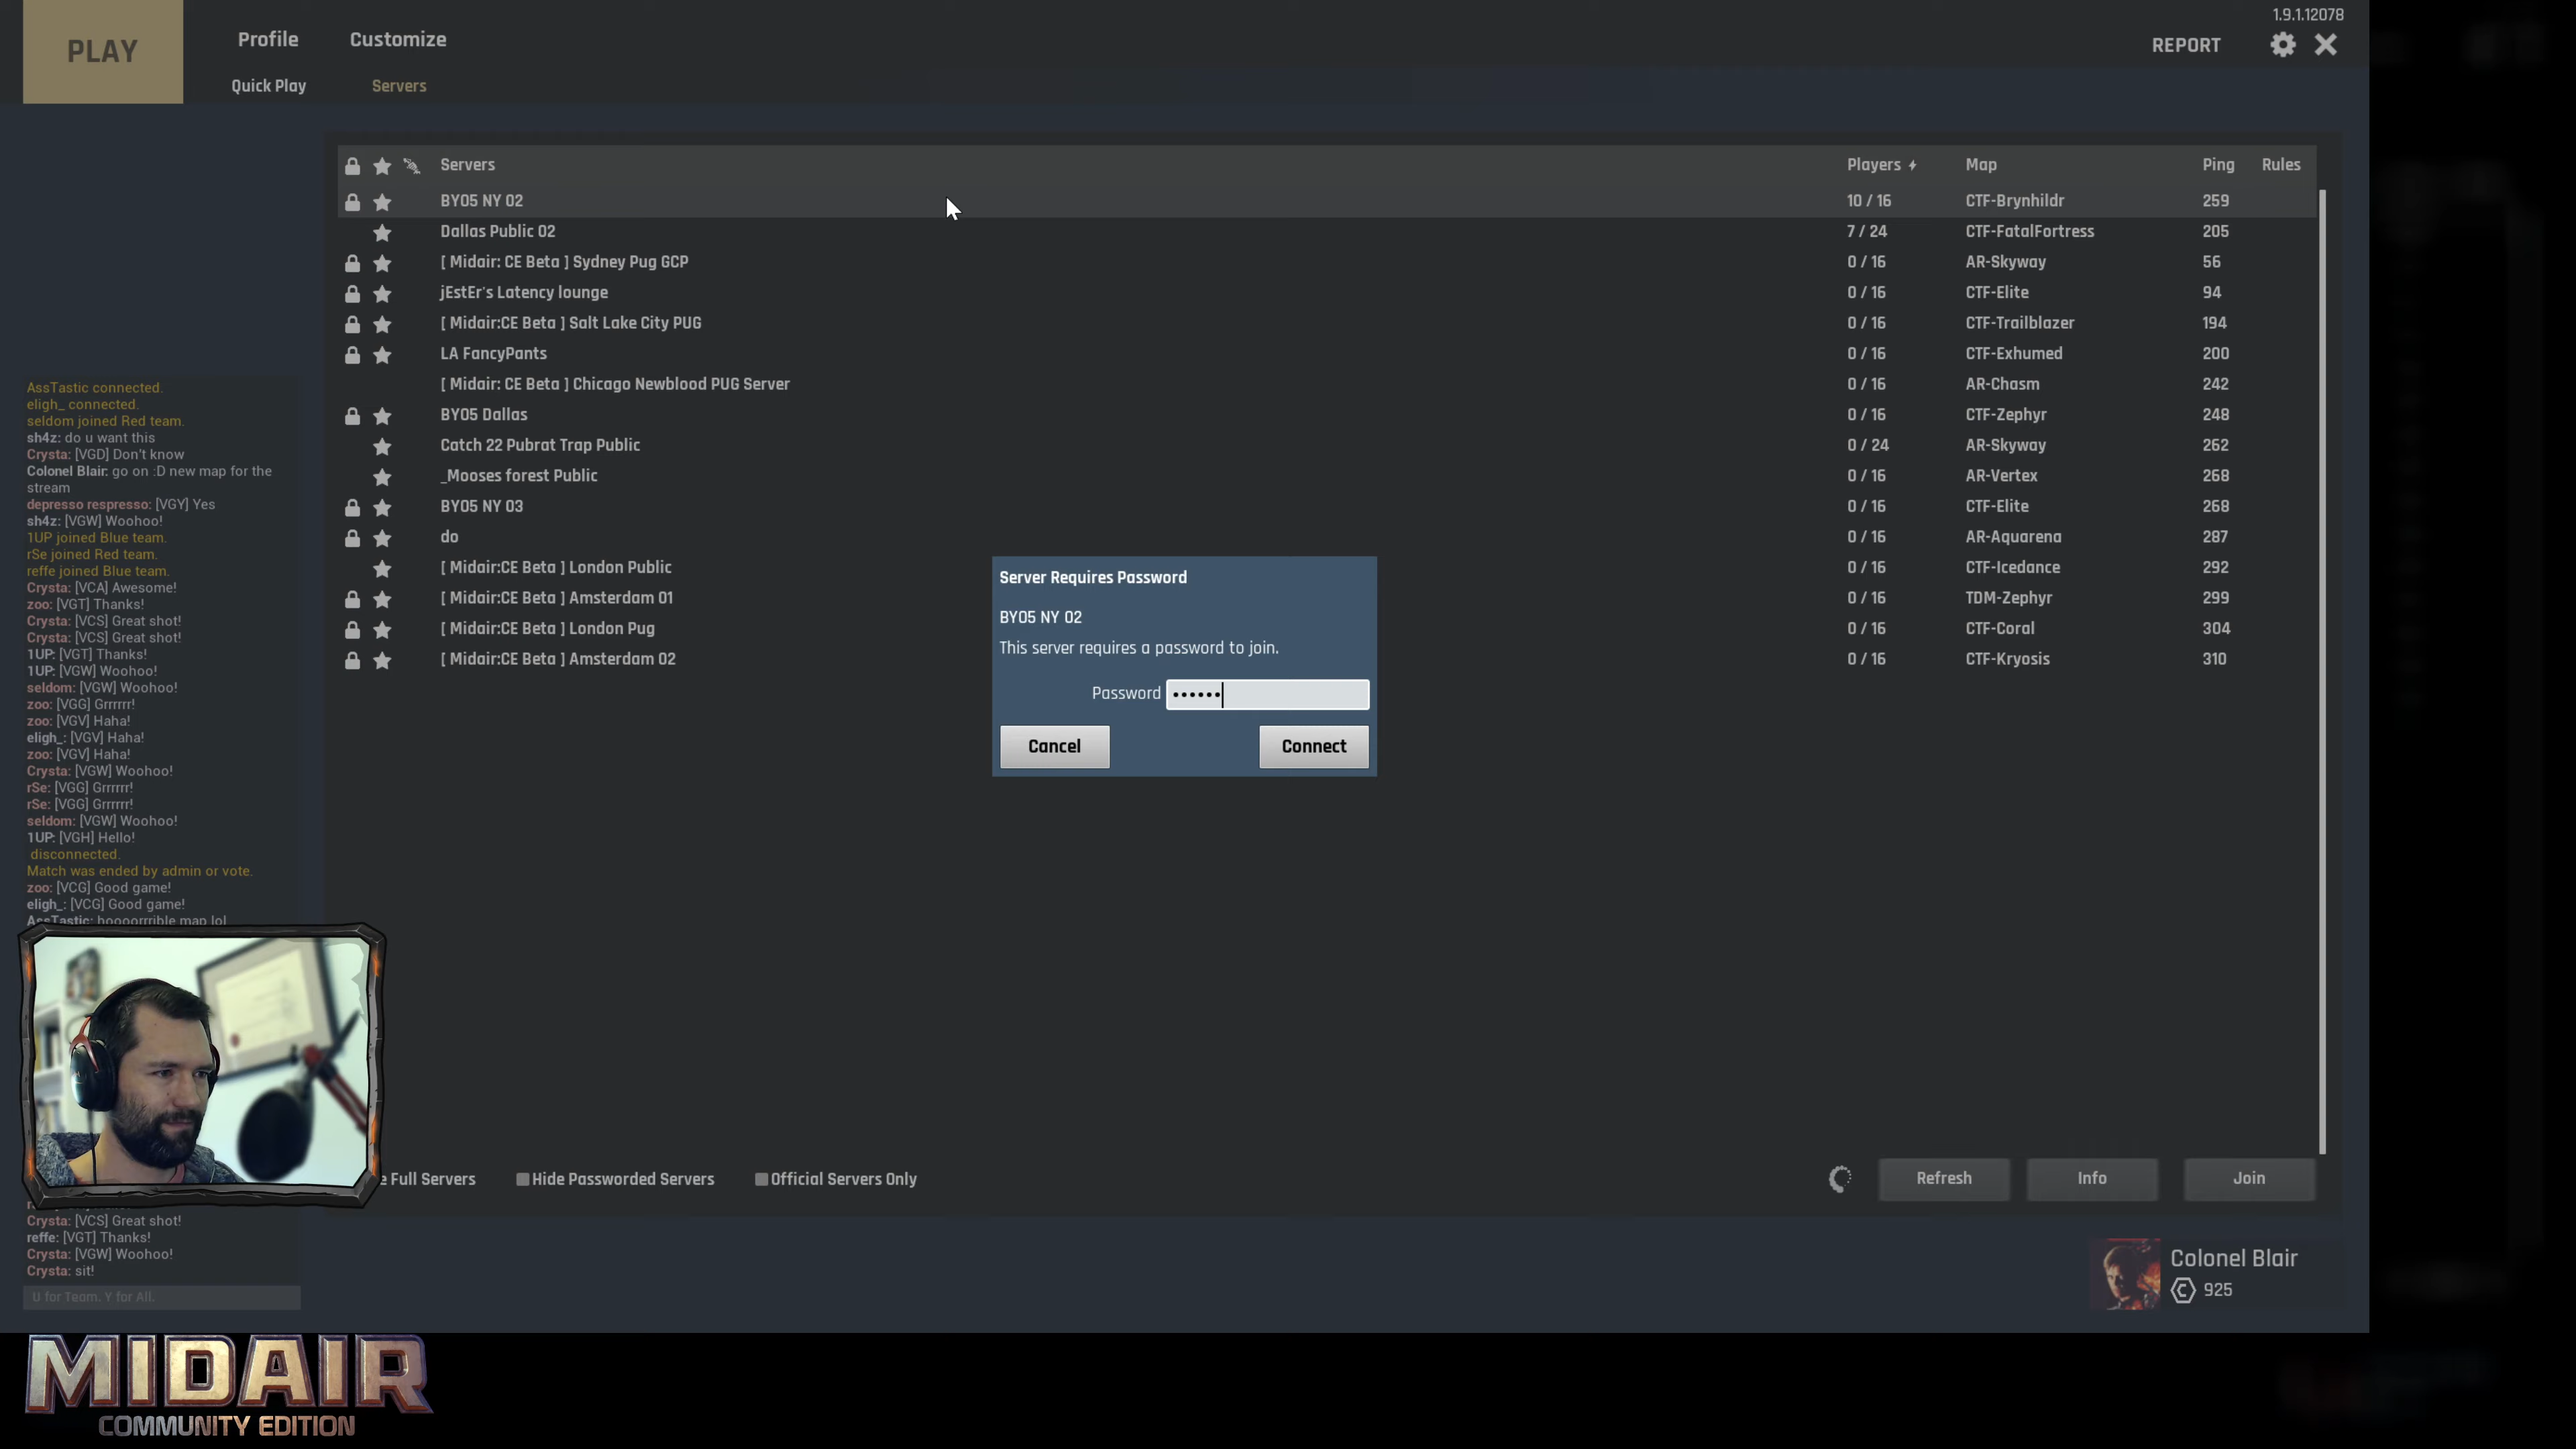 1.9.1.12078
PLAY
Profile
Customize
REPORT
Quick Play
Servers
Servers Players Map Ping Rules
BY05 NY 02 10 / 16 CTF-Brynhildr 259
Dallas Public 02 7 / 24 CTF-FatalFortress 205
[ Midair: CE Beta ] Sydney Pug GCP 0 / 16 AR-Skyway 56
jEstEr's Latency lounge 0 / 16 CTF-Elite 94
[ Midair:CE Beta ] Salt Lake City PUG 0 / 16 CTF-Trailblazer 194
LA FancyPants 0 / 16 CTF-Exhumed 200
[ Midair: CE Beta ] Chicago Newblood PUG Server 0 / 16 AR-Chasm 242
BY05 Dallas 0 / 16 CTF-Zephyr 248
Catch 22 Pubrat Trap Public 0 / 24 AR-Skyway 262
_Mooses forest Public 0 / 16 AR-Vertex 268
BY05 NY 03 0 / 16 CTF-Elite 268
do 0 / 16 AR-Aquarena 287
[ Midair:CE Beta ] London Public 0 / 16 CTF-Icedance 292
[ Midair:CE Beta ] Amsterdam 01 0 / 16 TDM-Zephyr 299
[ Midair:CE Beta ] London Pug 0 / 16 CTF-Coral 304
[ Midair:CE Beta ] Amsterdam 02 0 / 16 CTF-Kryosis 310
Server Requires Password
BY05 NY 02
This server requires a password to join.
Password ••••••
Cancel
Connect
AssTastic connected.
eligh_ connected.
seldom joined Red team.
sh4z: do u want this
Crysta: [VGD] Don't know
Colonel Blair: go on :D new map for the
stream
depresso respresso: [VGY] Yes
sh4z: [VGW] Woohoo!
1UP joined Blue team.
rSe joined Red team.
reffe joined Blue team.
Crysta: [VCA] Awesome!
zoo: [VGT] Thanks!
Crysta: [VCS] Great shot!
Crysta: [VCS] Great shot!
1UP: [VGT] Thanks!
1UP: [VGW] Woohoo!
seldom: [VGW] Woohoo!
zoo: [VGG] Grrrrrr!
zoo: [VGV] Haha!
eligh_: [VGV] Haha!
zoo: [VGV] Haha!
Crysta: [VGW] Woohoo!
rSe: [VGG] Grrrrrr!
rSe: [VGG] Grrrrrr!
seldom: [VGW] Woohoo!
1UP: [VGH] Hello!
disconnected.
Match was ended by admin or vote.
zoo: [VCG] Good game!
eligh_: [VCG] Good game!
AssTastic: hoooorrrible map lol
Crysta: [VCS] Great shot!
reffe: [VGT] Thanks!
Crysta: [VGW] Woohoo!
Crysta: sit!
U for Team. Y for All.
Full Servers
Hide Passworded Servers
Official Servers Only
Refresh
Info
Join
Colonel Blair
925
MIDAIR
COMMUNITY EDITION